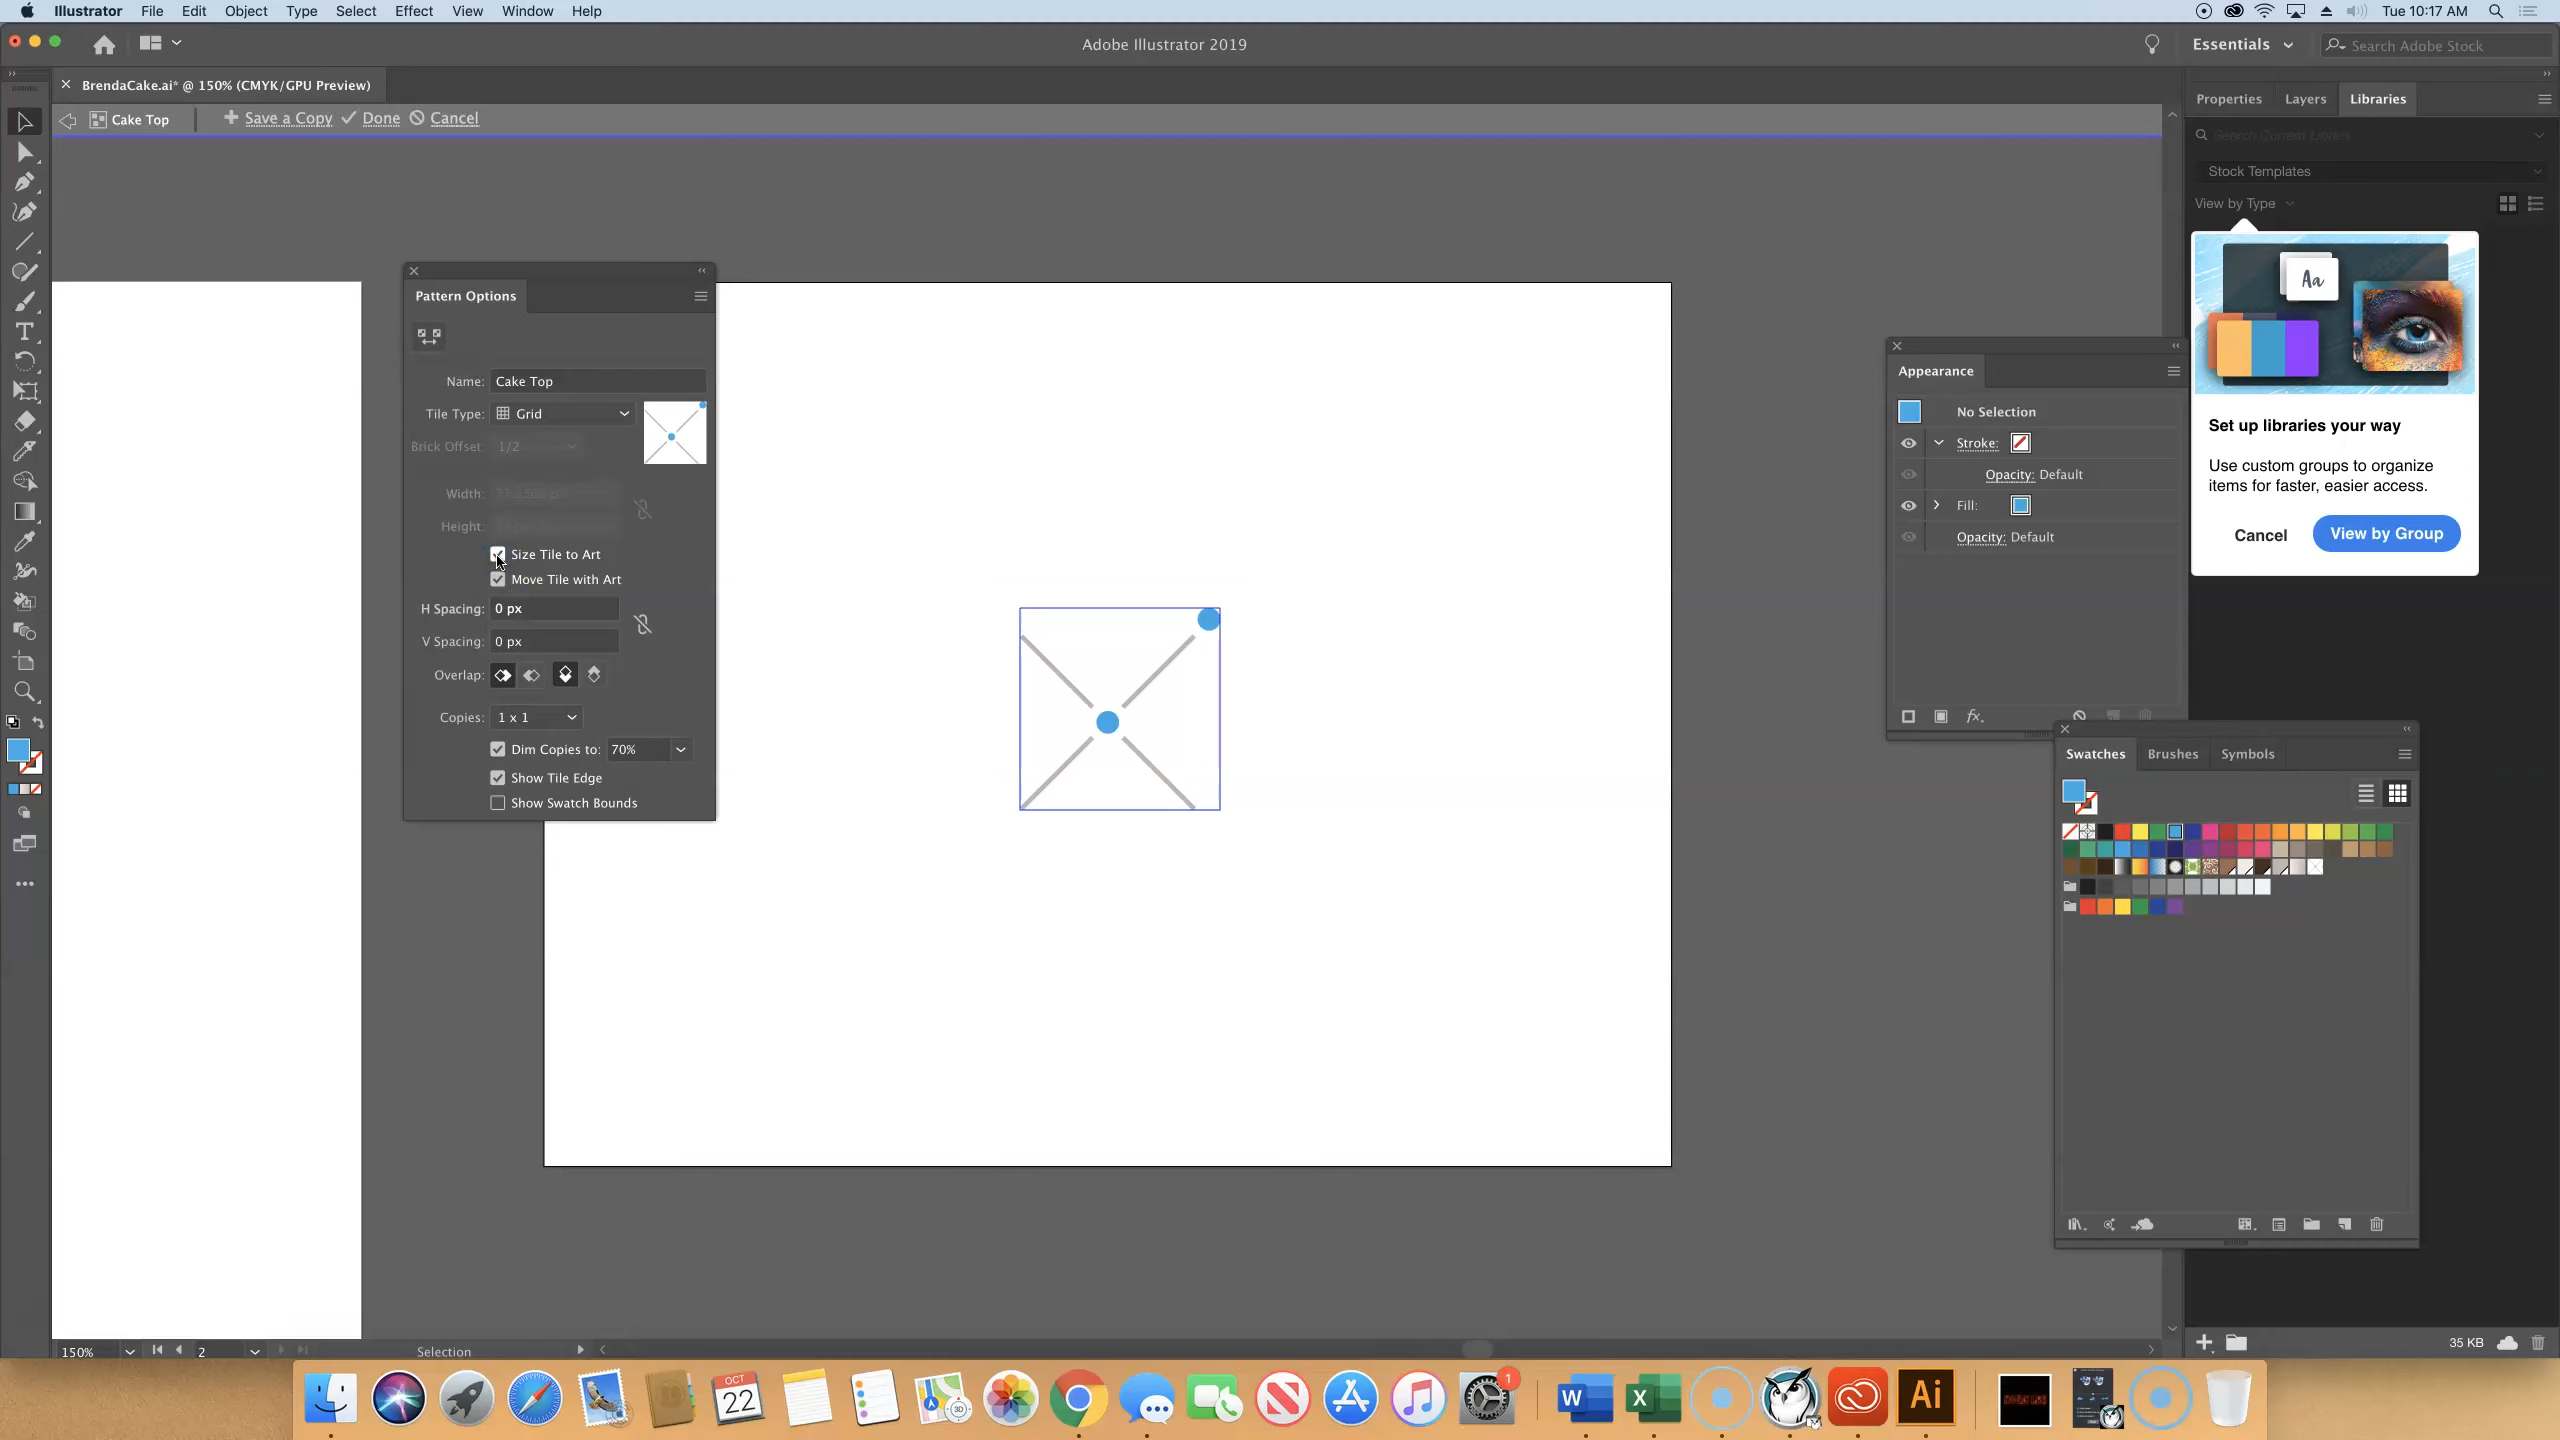 Illustrator File Edit Object Type Select Effect View Window Help
Tue 10:17 AM
Adobe Illustrator 2019
Essentials
Search Adobe Stock
BrendaCake.ai* @ 150% (CMYK/GPU Preview)
Cake Top
Save a Copy Done Cancel
Properties Layers Libraries
Search Current Library
Stock Templates
View by Type
Aa
Set up libraries your way
Use custom groups to organize
items for faster, easier access.
Cancel View by Group
Pattern Options
Name: Cake Top
Tile Type: Grid
Brick Offset: 1/2
Width:
Height:
Size Tile to Art
Move Tile with Art
H Spacing: 0 px
V Spacing: 0 px
Overlap:
Copies: 1 x 1
Dim Copies to: 70%
Show Tile Edge
Show Swatch Bounds
Appearance
No Selection
Stroke:
Opacity: Default
Fill:
Opacity: Default
fx.
Swatches Brushes Symbols
150% 2 Selection
35 KB
OCT
22
3D
1
W
X
Ai